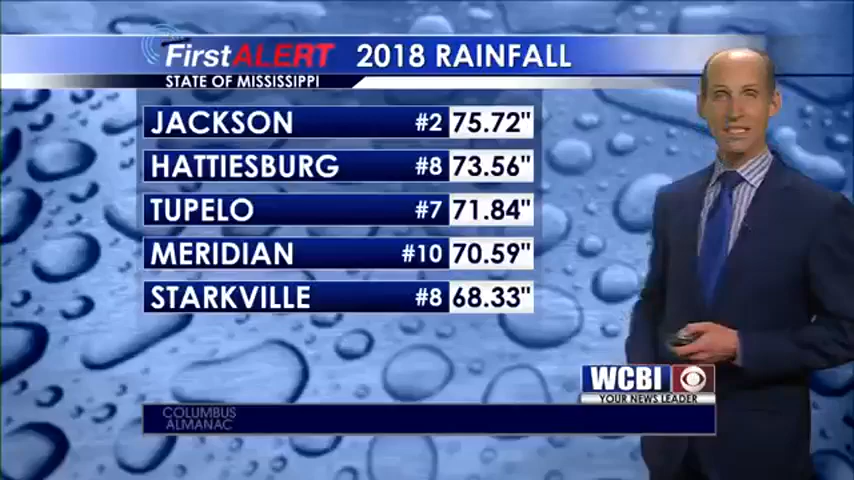 FirstALERT 2018 RAINFALL
STATE OF MISSISSIPPI
JACKSON #2 75.72"
HATTIESBURG #8 73.56"
TUPELO #7 71.84"
MERIDIAN #10 70.59"
STARKVILLE #8 68.33"
WCBI
YOUR NEWS LEADER
COLUMBUS
ALMANAC